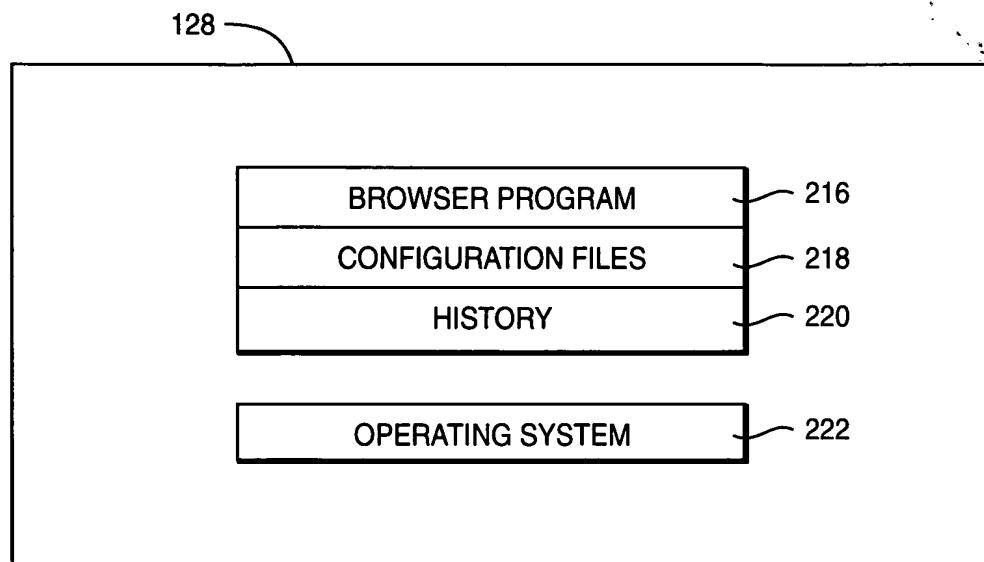 128
BROWSER PROGRAM 216
CONFIGURATION FILES 218
HISTORY 220
OPERATING SYSTEM 222